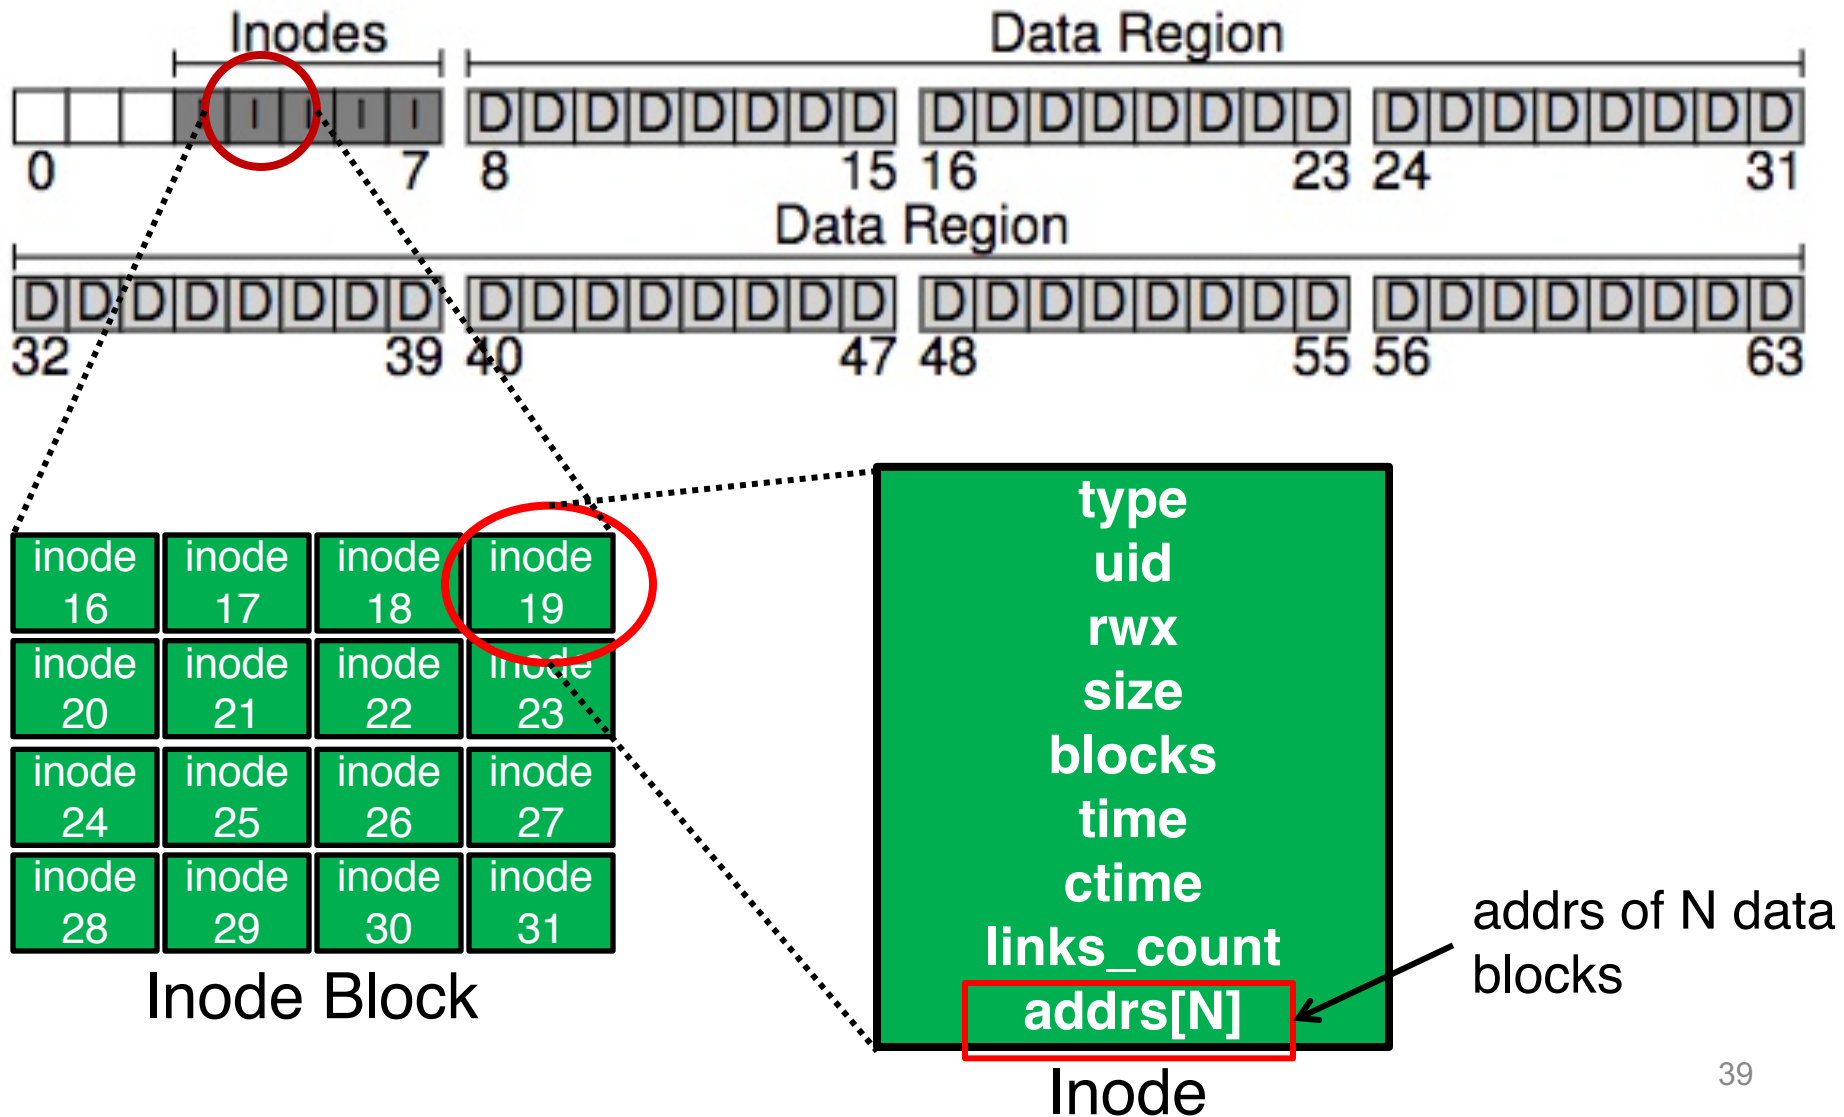 Inodes
Data Region
I I I I I D D D D D D D D D D D D D D D D D D D D D D D D
0 7 8 15 16 23 24 31
Data Region
D D D D D D D D D D D D D D D D D D D D D D D D D D D D D D D D
32 39 40 47 48 55 56 63
inode 16 inode 17 inode 18 inode 19
inode 20 inode 21 inode 22 inode 23
inode 24 inode 25 inode 26 inode 27
inode 28 inode 29 inode 30 inode 31
Inode Block
type
uid
rwx
size
blocks
time
ctime
links_count
addrs[N]
Inode
addrs of N data
blocks
39